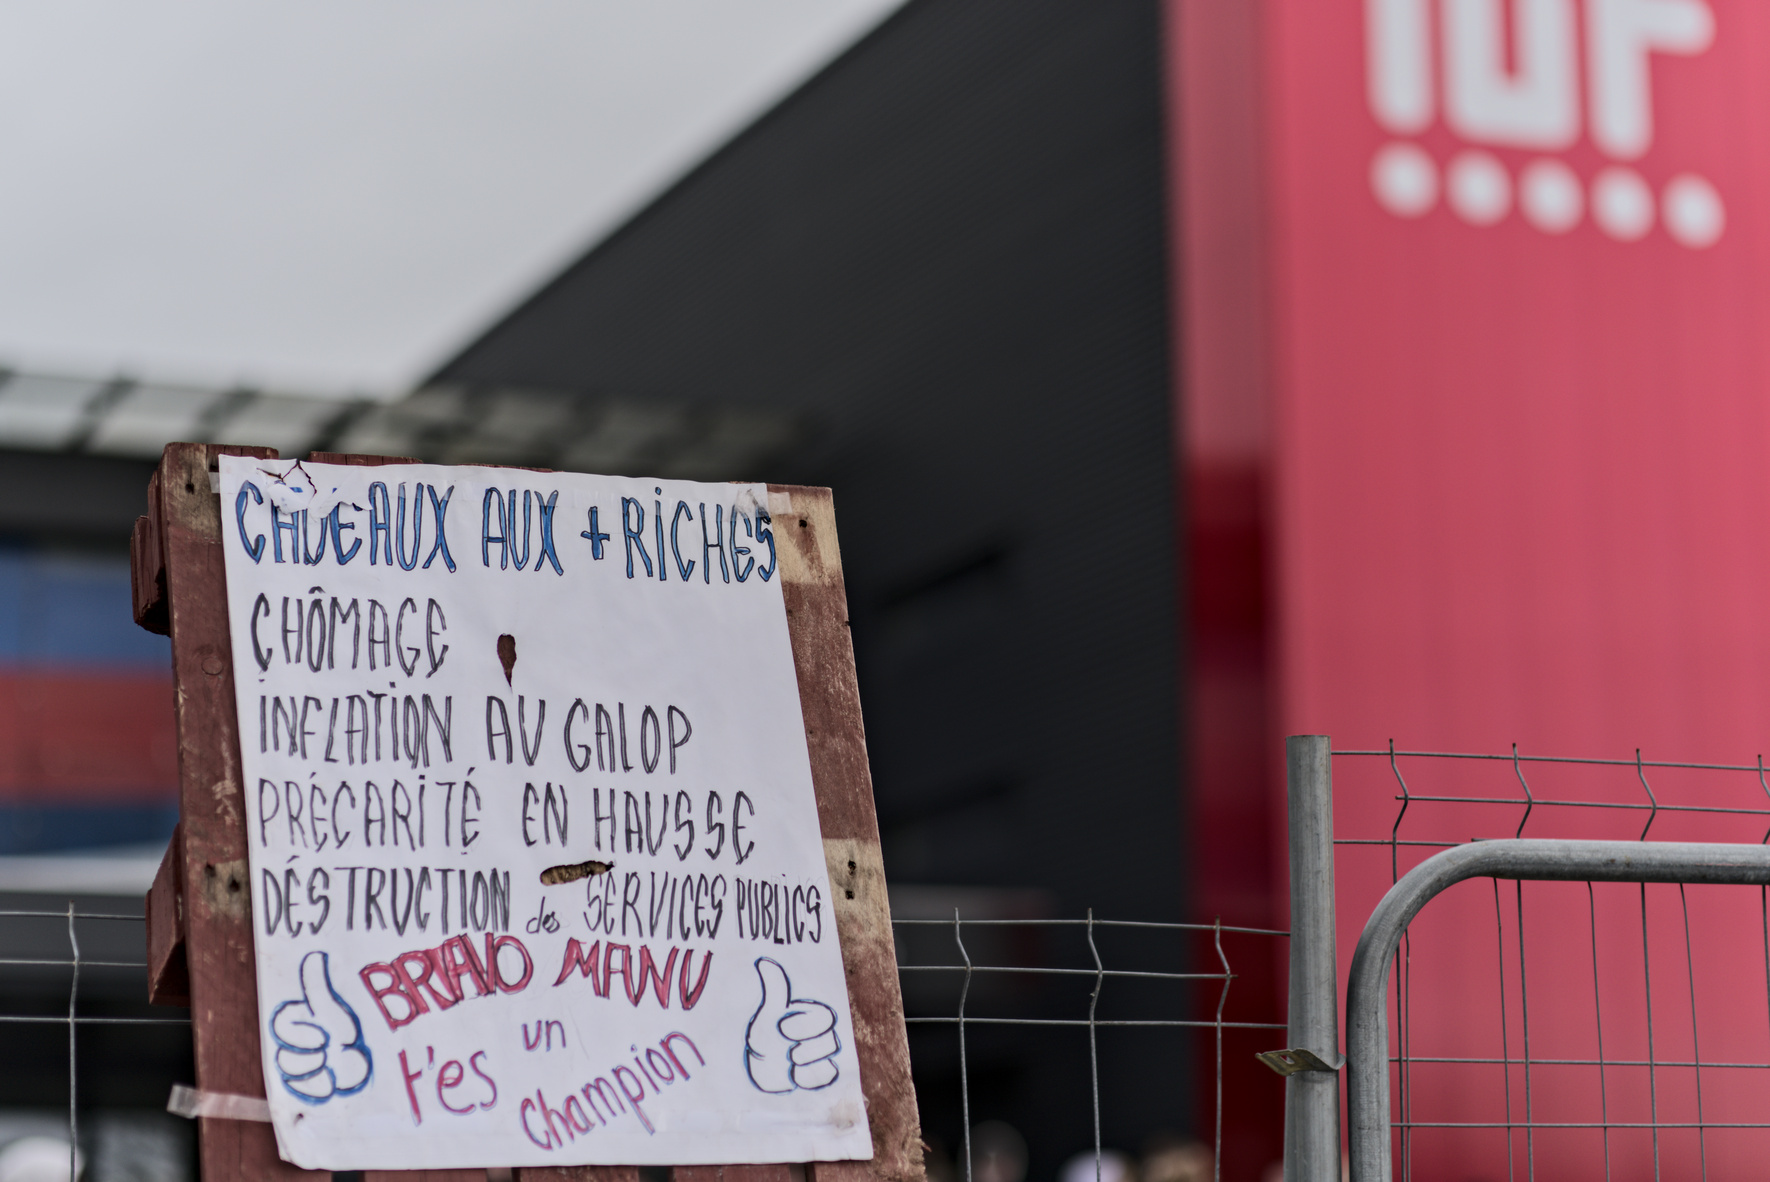 CADEAUX AUX + RICHES
CHÔMAGE
INFLATION AU GALOP
PRÉCARITÉ EN HAUSSE
DÉSTRUCTION des SERVICES PUBLICS
BRAVO MANU
t'es un champion